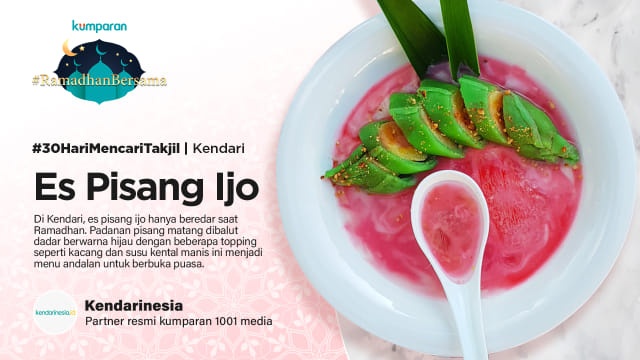 kumparan
#RamadhanBersama
#30HariMencariTakjil | Kendari
Es Pisang Ijo
Di Kendari, es pisang ijo hanya beredar saat
Ramadhan. Padanan pisang matang dibalut
dadar berwarna hijau dengan beberapa topping
seperti kacang dan susu kental manis ini menjadi
menu andalan untuk berbuka puasa.
kendarinesia.id
Kendarinesia
Partner resmi kumparan 1001 media